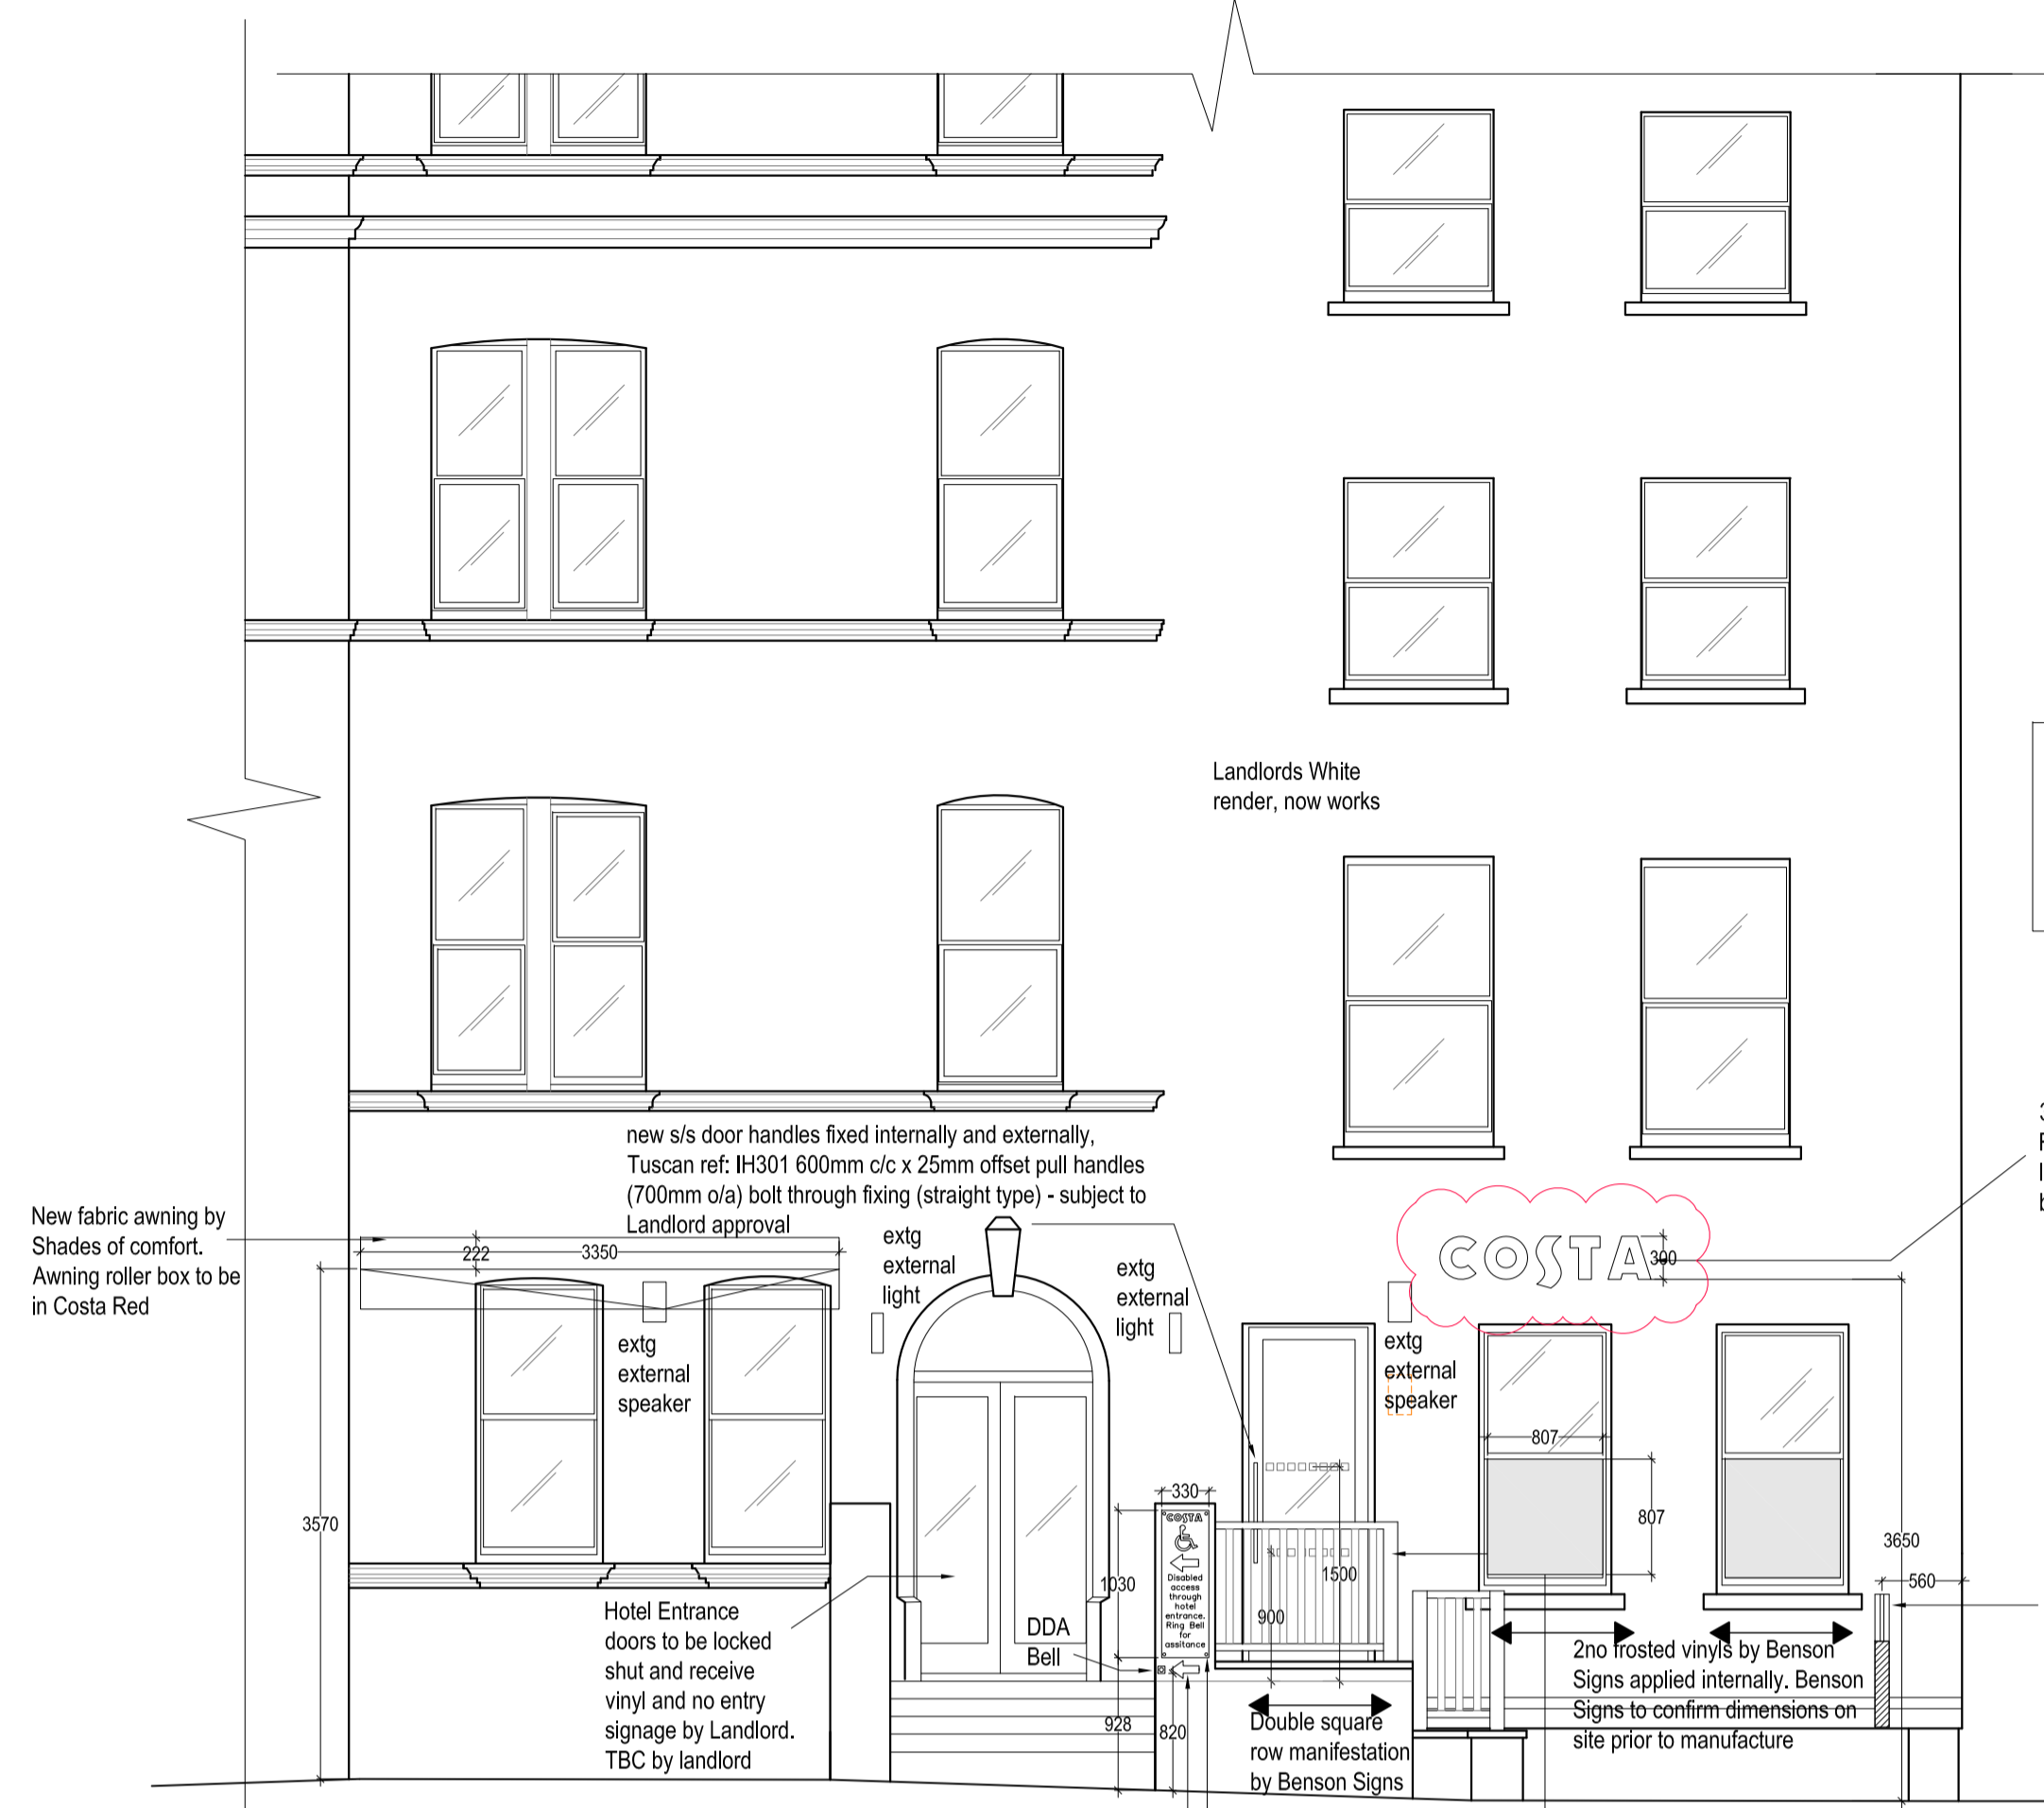 Landlords White
render, now works
new s/s door handles fixed internally and externally,
Tuscan ref: IH301 600mm c/c x 25mm offset pull handles
(700mm o/a) bolt through fixing (straight type) - subject to
Landlord approval
New fabric awning by
Shades of comfort.
Awning roller box to be
in Costa Red
222
3350
extg
external
light
extg
external
light
COSTA
300
extg
external
speaker
extg
external
speaker
807
807
3570
330
COSTA
Disabled
access
through
hotel
entrance.
Ring Bell
for
assitance
1030
1500
900
3650
560
Hotel Entrance
doors to be locked
shut and receive
vinyl and no entry
signage by Landlord.
TBC by landlord
DDA
Bell
928
820
Double square
row manifestation
by Benson Signs
2no frosted vinyls by Benson
Signs applied internally. Benson
Signs to confirm dimensions on
site prior to manufacture